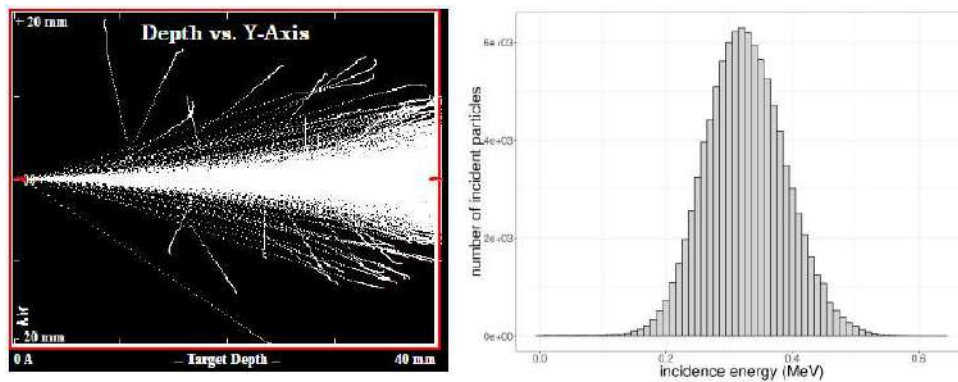 20 mm
Depth vs. Y-Axis
Air
20 mm
0 A
— Target Depth —
40 mm
6e+03
4e+03
2e+03
0e+00
number of incident particles
0.0
0.2
0.4
0.6
incidence energy (MeV)